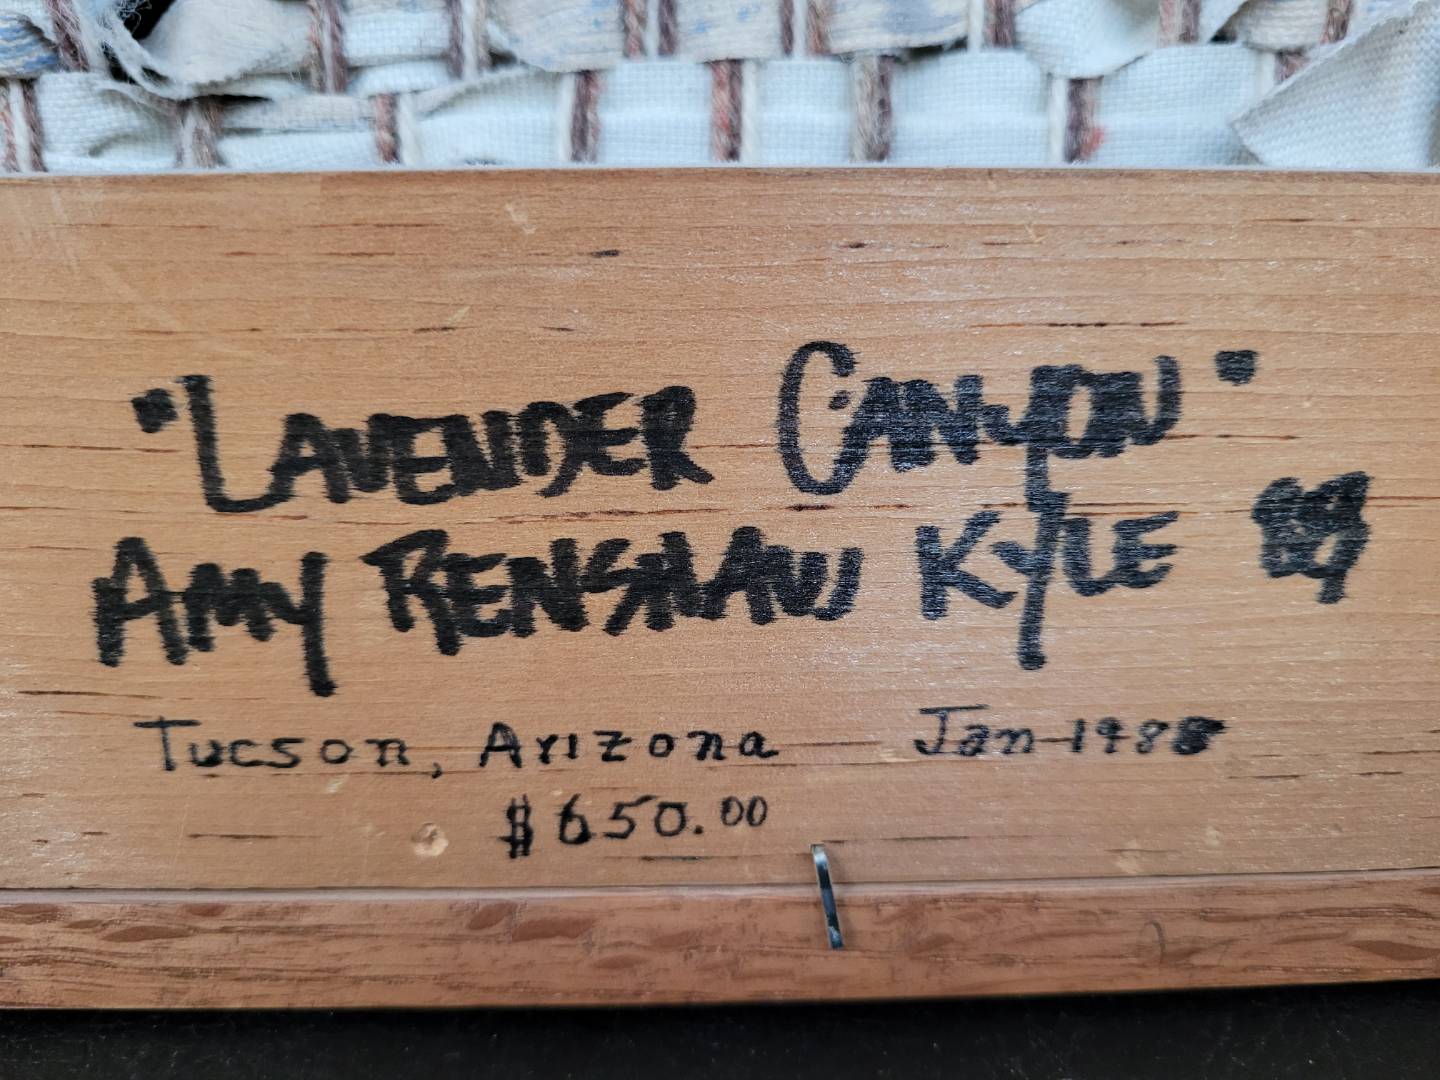 "Lavender Canyon"
Amy Renshaw Kyle
Tucson, Arizona Jan-1988
$650.00